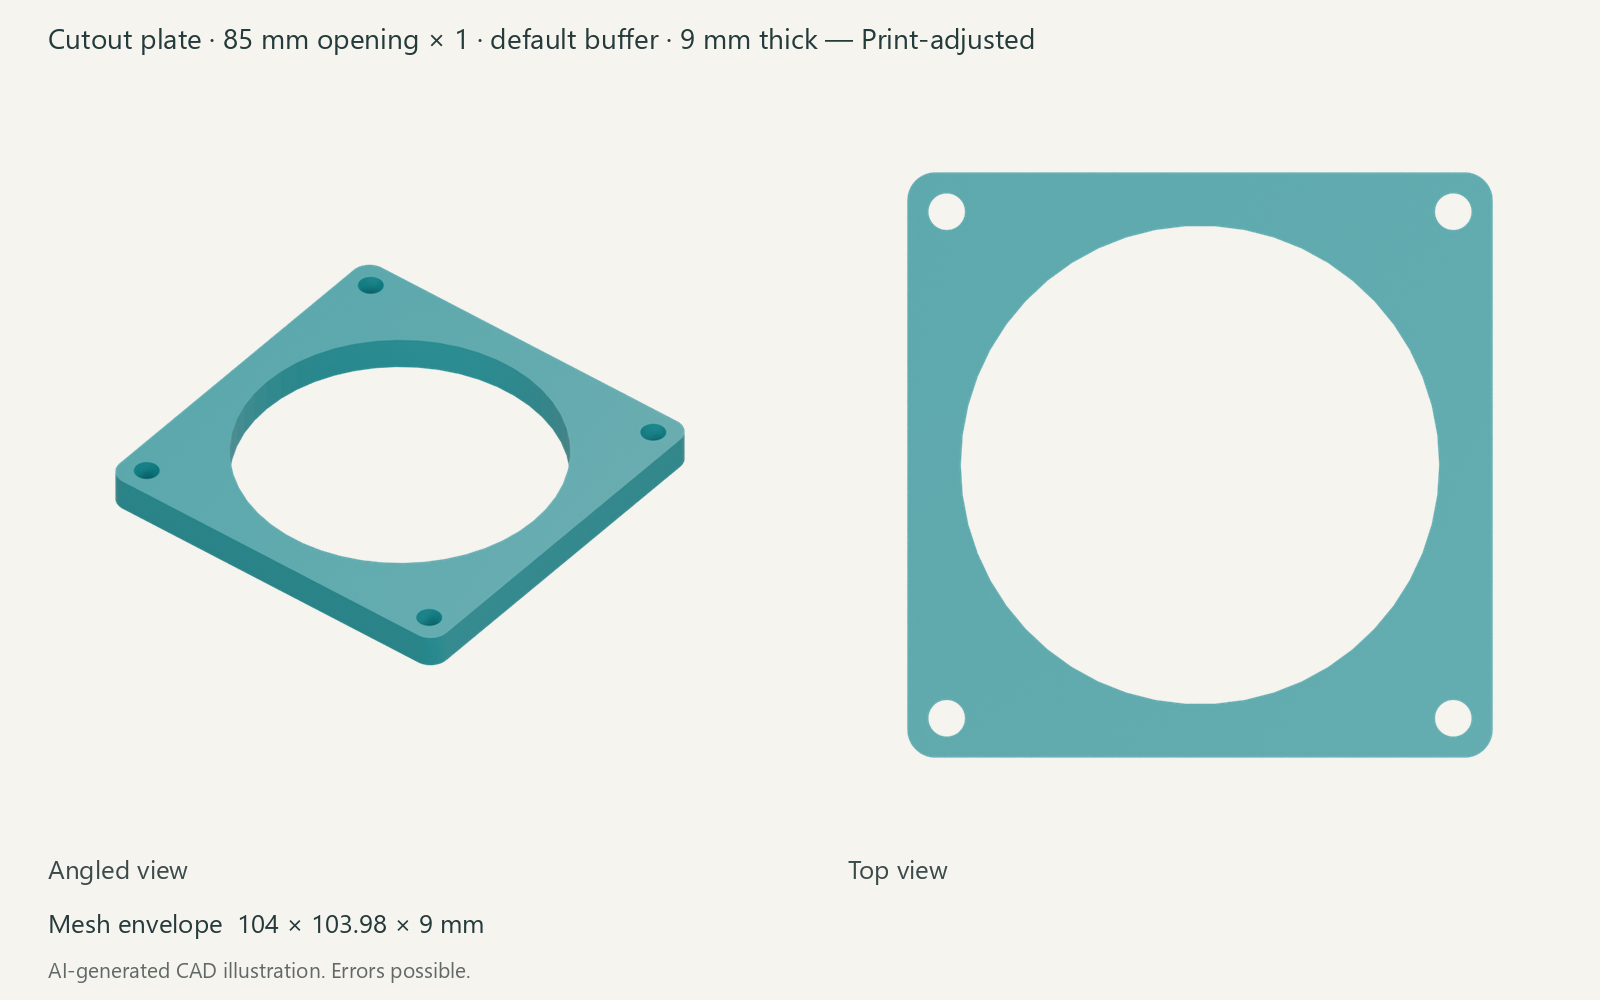 Cutout plate · 85 mm opening × 1 · default buffer · 9 mm thick — Print-adjusted
Angled view
Top view
Mesh envelope 104 × 103.98 × 9 mm
AI-generated CAD illustration. Errors possible.